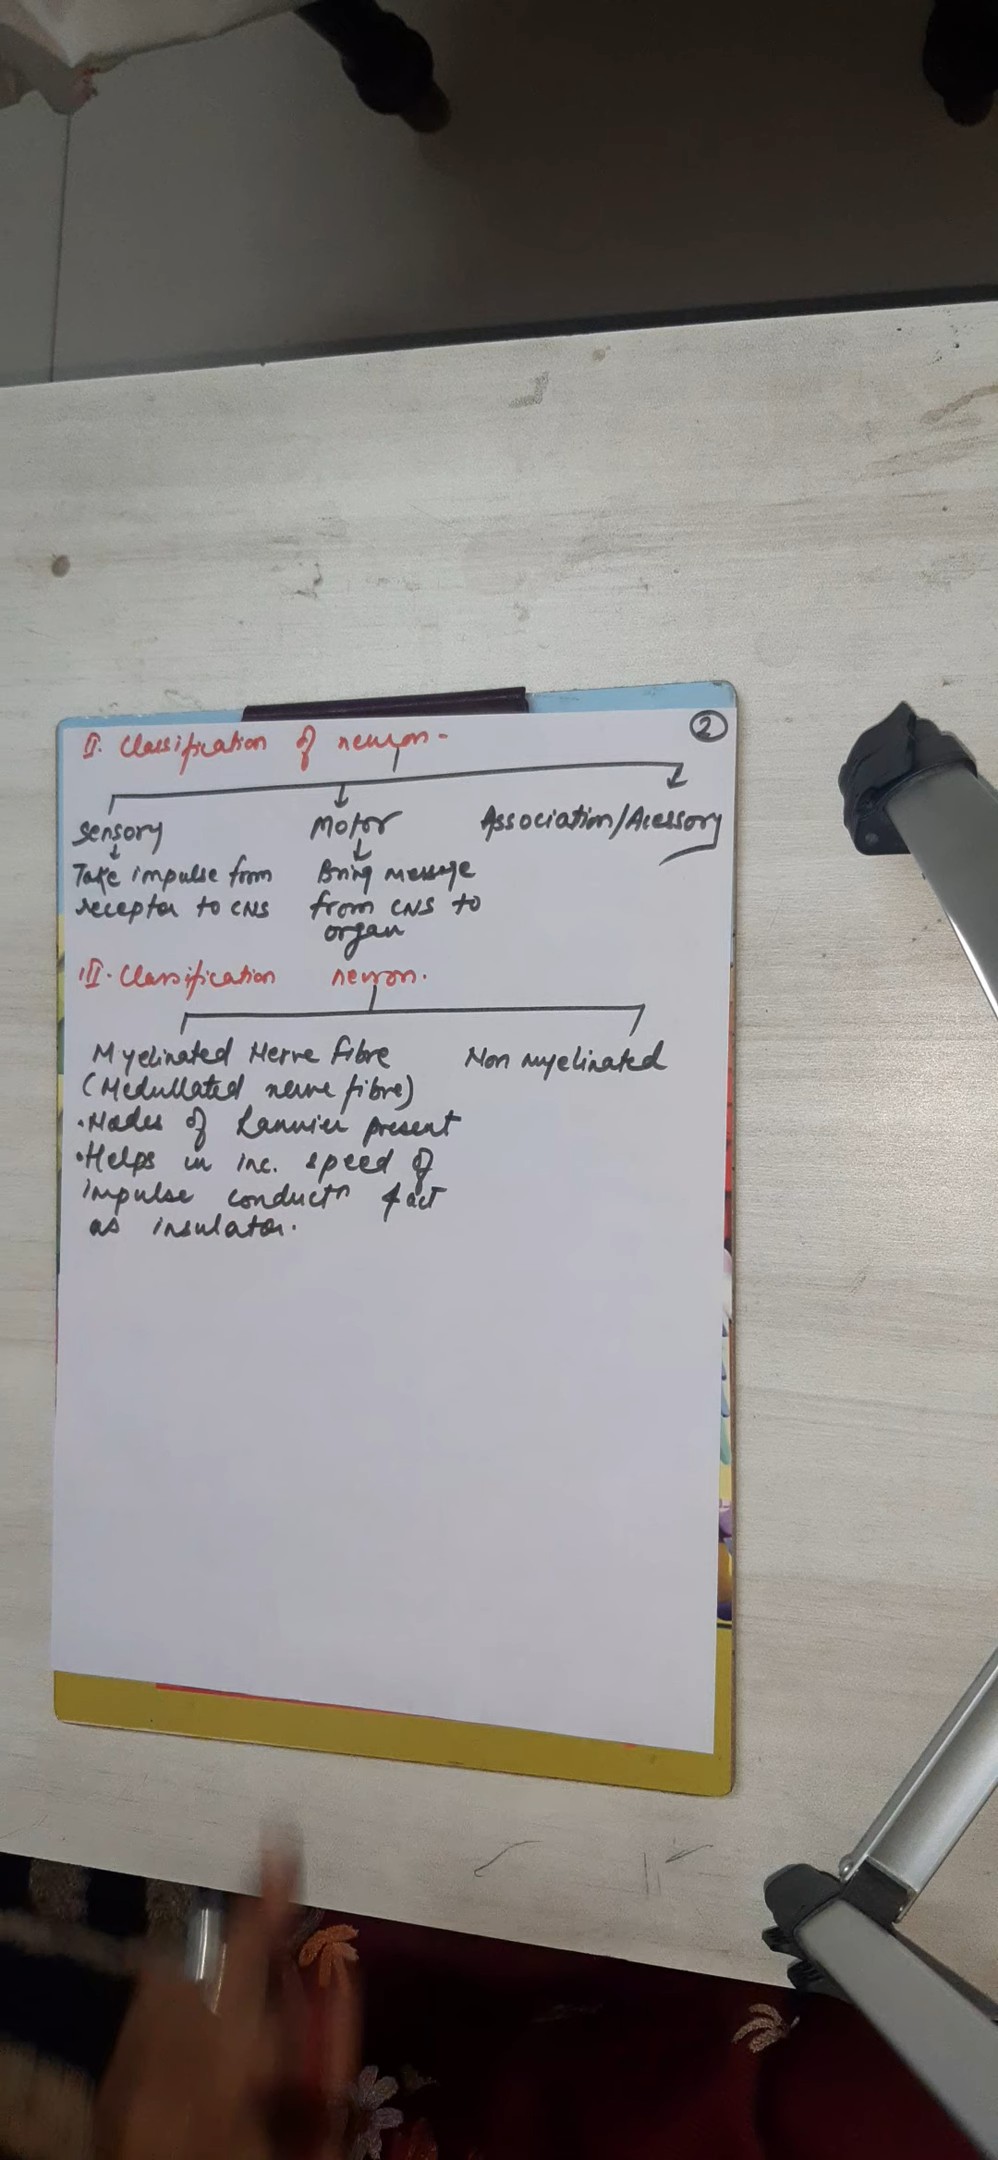 2
II. Classification of neuron-
Sensory Motor Association/Acessory
Take impulse from Bring message
receptor to CNS from CNS to
organ
III. Classification neuron.
Myelinated Nerve Fibre Non myelinated
(Medullated nerve fibre)
•Nodes of Rannier present
•Helps in inc. speed of
impulse conductn & act
as insulator.